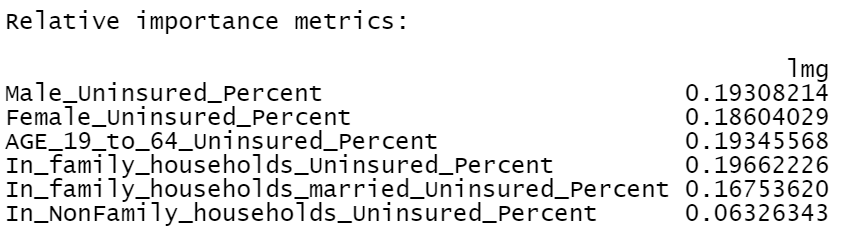 Relative importance metrics:
lmg
Male_Uninsured_Percent 0.19308214
Female_Uninsured_Percent 0.18604029
AGE_19_to_64_Uninsured_Percent 0.19345568
In_family_households_Uninsured_Percent 0.19662226
In_family_households_married_Uninsured_Percent 0.16753620
In_NonFamily_households_Uninsured_Percent 0.06326343